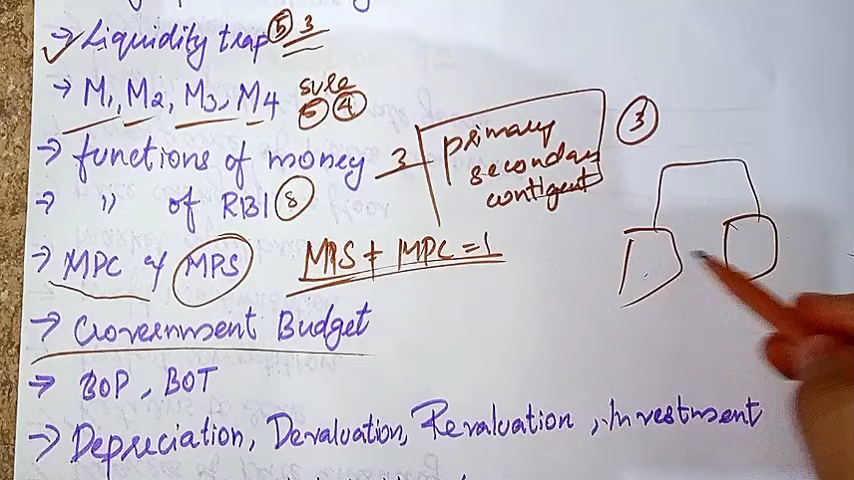 → Liquidity trap ⑤ 3
→ M1, M2, M3, M4 sure ⑤ ④
→ functions of money 3 primary secondary contigent ③
→ " of RBI ⑧
→ MPC & MPS MPS + MPC = 1
→ Government Budget
→ BOP, BOT
→ Depreciation, Devaluation, Revaluation, Investment